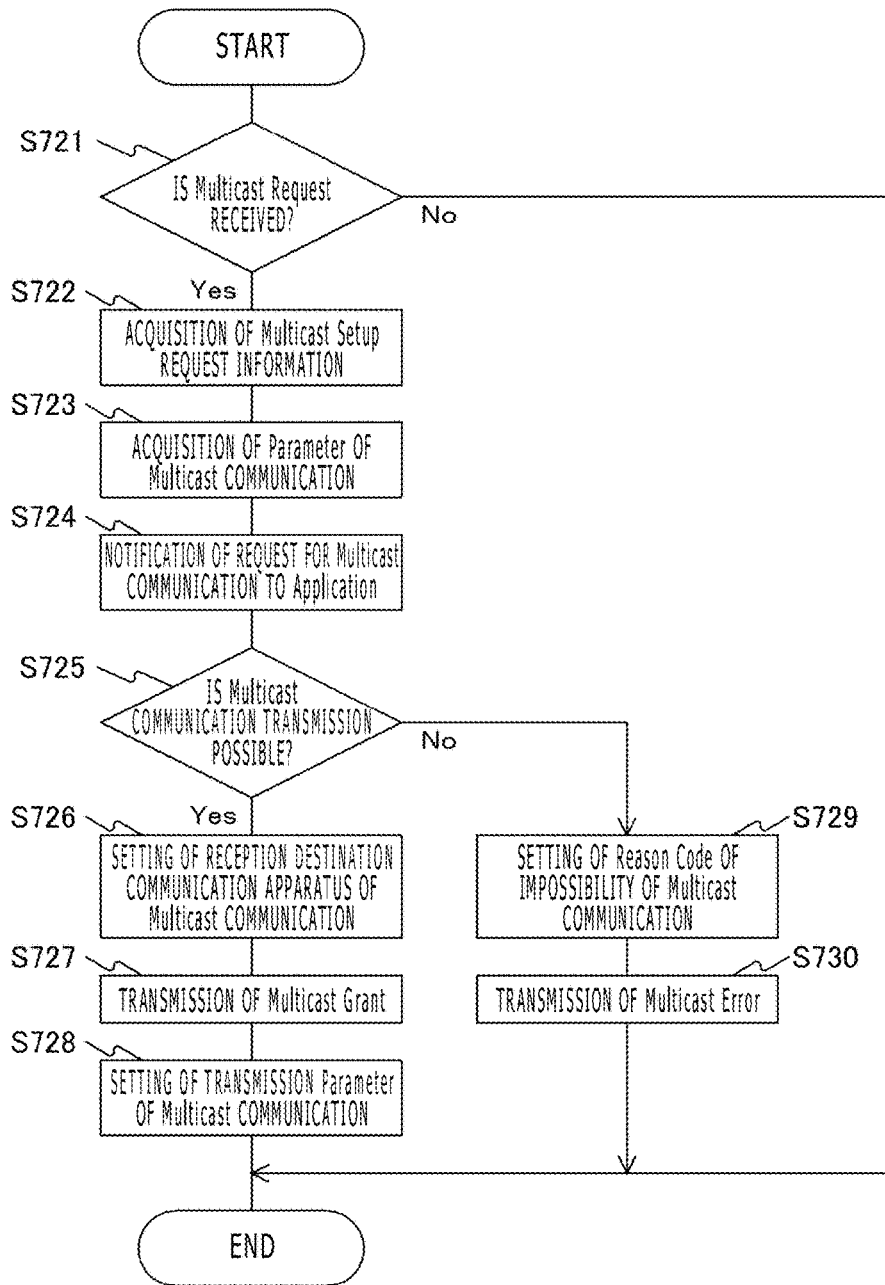 START
S721
IS Multicast Request
RECEIVED?
No
Yes
S722
ACQUISITION OF Multicast Setup
REQUEST INFORMATION
S723
ACQUISITION OF Parameter OF
Multicast COMMUNICATION
S724
NOTIFICATION OF REQUEST FOR Multicast
COMMUNICATION TO Application
S725
IS Multicast
COMMUNICATION TRANSMISSION
POSSIBLE?
No
Yes
S726
SETTING OF RECEPTION DESTINATION
COMMUNICATION APPARATUS OF
Multicast COMMUNICATION
S727
TRANSMISSION OF Multicast Grant
S728
SETTING OF TRANSMISSION Parameter
OF Multicast COMMUNICATION
S729
SETTING OF Reason Code OF
IMPOSSIBILITY OF Multicast
COMMUNICATION
S730
TRANSMISSION OF Multicast Error
END